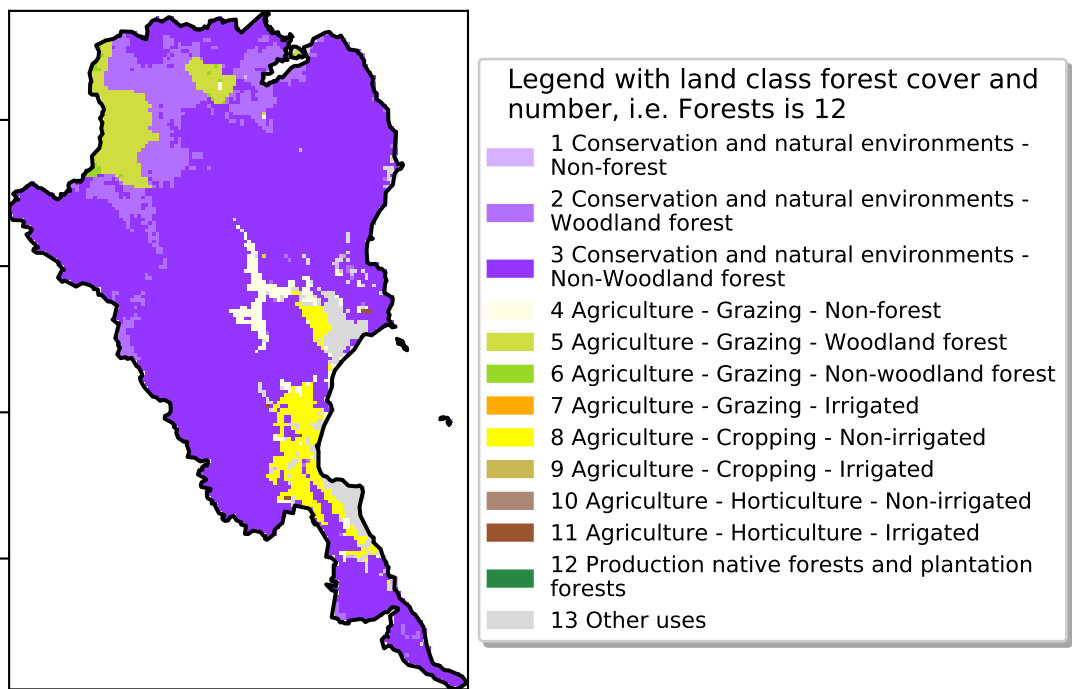 Legend with land class forest cover and
number, i.e. Forests is 12
1 Conservation and natural environments -
Non-forest
2 Conservation and natural environments -
Woodland forest
3 Conservation and natural environments -
Non-Woodland forest
4 Agriculture - Grazing - Non-forest
5 Agriculture - Grazing - Woodland forest
6 Agriculture - Grazing - Non-woodland forest
7 Agriculture - Grazing - Irrigated
8 Agriculture - Cropping - Non-irrigated
9 Agriculture - Cropping - Irrigated
10 Agriculture - Horticulture - Non-irrigated
11 Agriculture - Horticulture - Irrigated
12 Production native forests and plantation
forests
13 Other uses